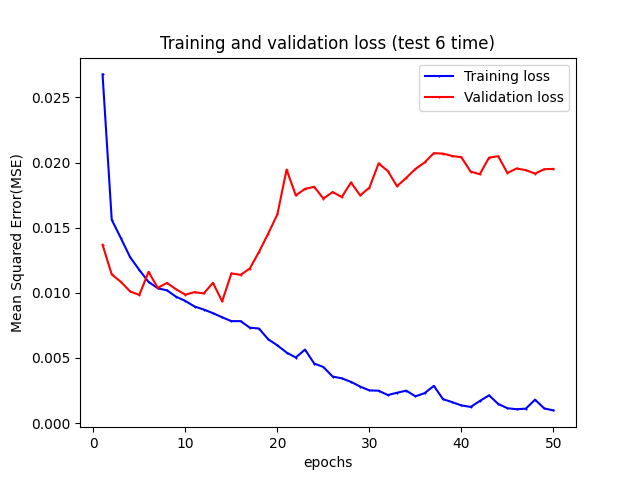 Training and validation loss (test 6 time)
Training loss
Validation loss
Mean Squared Error(MSE)
0.025
0.020
0.015
0.010
0.005
0.000
0 10 20 30 40 50
epochs